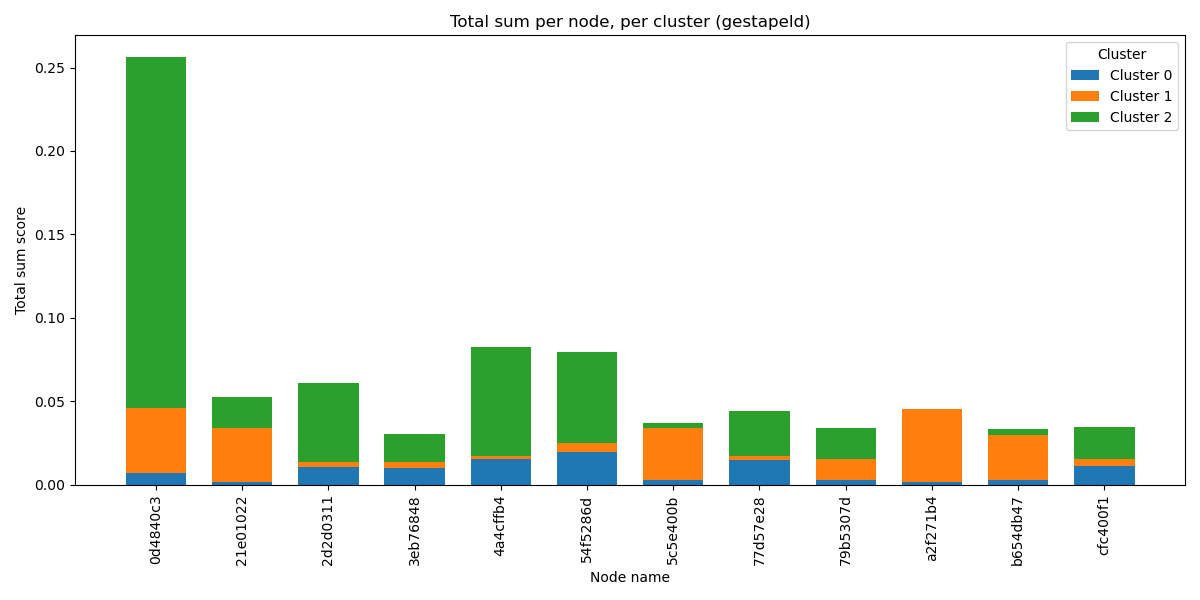 Total sum per node, per cluster (gestapeld)
Cluster
Cluster 0
Cluster 1
Cluster 2
Total sum score
0.25
0.20
0.15
0.10
0.05
0.00
0d4840c3
21e01022
2d2d0311
3eb76848
4a4cffb4
54f5286d
5c5e400b
77d57e28
79b5307d
a2f271b4
b654db47
cfc400f1
Node name